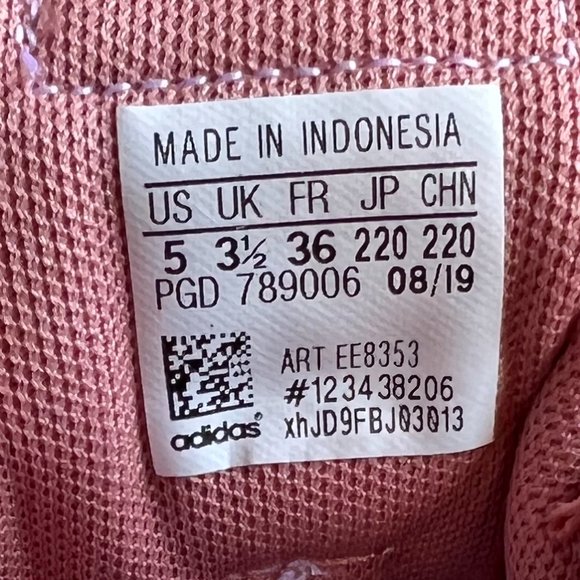 MADE IN INDONESIA
US UK FR JP CHN
5 3½ 36 220 220
PGD 789006 08/19
ART EE8353
#123438206
adidas® xhJD9FBJ03013